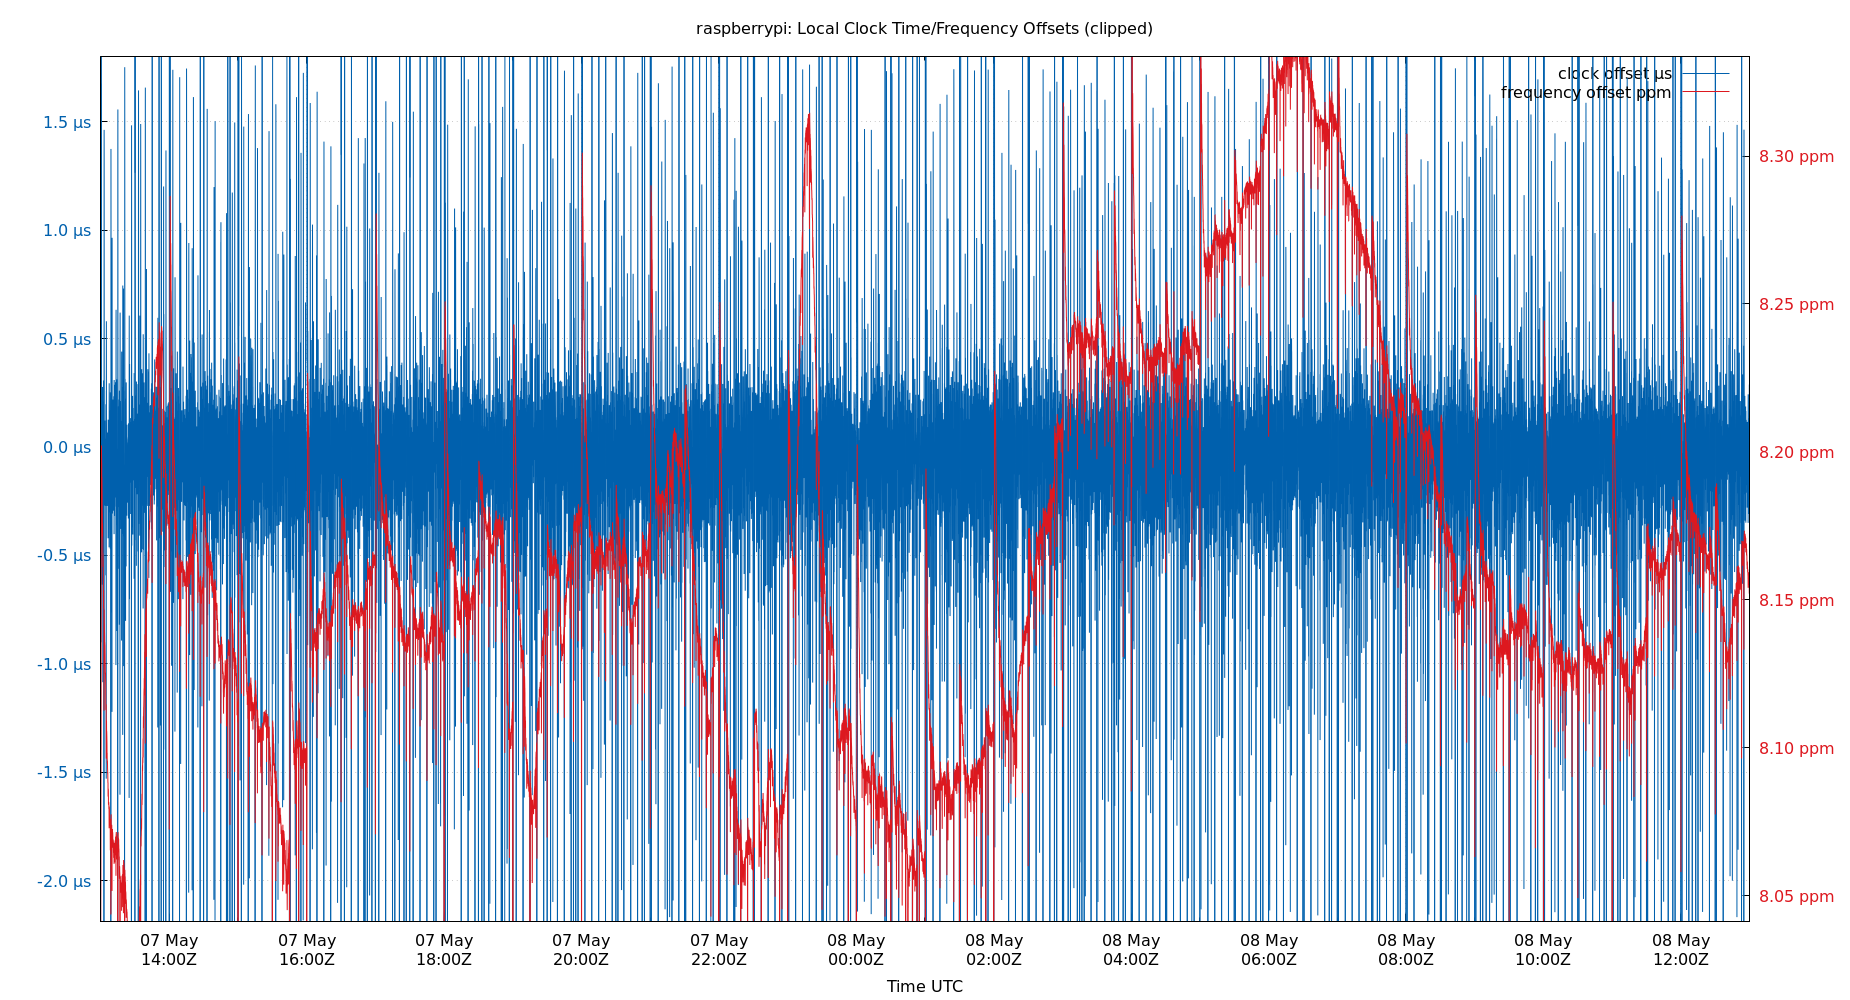 raspberrypi: Local Clock Time/Frequency Offsets (clipped)
clock offset µs
frequency offset ppm
1.5 µs
1.0 µs
0.5 µs
0.0 µs
-0.5 µs
-1.0 µs
-1.5 µs
-2.0 µs
8.30 ppm
8.25 ppm
8.20 ppm
8.15 ppm
8.10 ppm
8.05 ppm
07 May 07 May 07 May 07 May 07 May 08 May 08 May 08 May 08 May 08 May 08 May 08 May
14:00Z 16:00Z 18:00Z 20:00Z 22:00Z 00:00Z 02:00Z 04:00Z 06:00Z 08:00Z 10:00Z 12:00Z
Time UTC